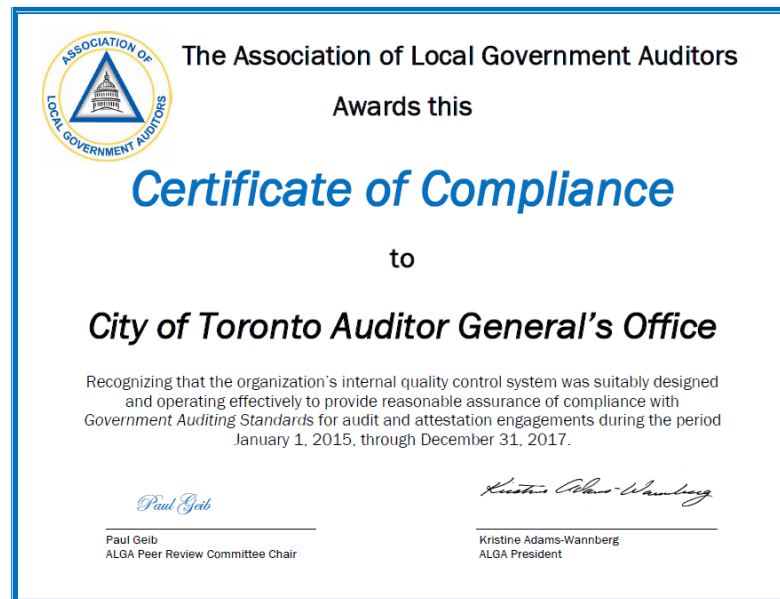 ASSOCIATION OF
LOCAL GOVERNMENT AUDITORS
The Association of Local Government Auditors
Awards this
Certificate of Compliance
to
City of Toronto Auditor General’s Office
Recognizing that the organization’s internal quality control system was suitably designed
and operating effectively to provide reasonable assurance of compliance with
Government Auditing Standards for audit and attestation engagements during the period
January 1, 2015, through December 31, 2017.
Paul Geib
Kristine Adams-Wannberg
Paul Geib
ALGA Peer Review Committee Chair
Kristine Adams-Wannberg
ALGA President